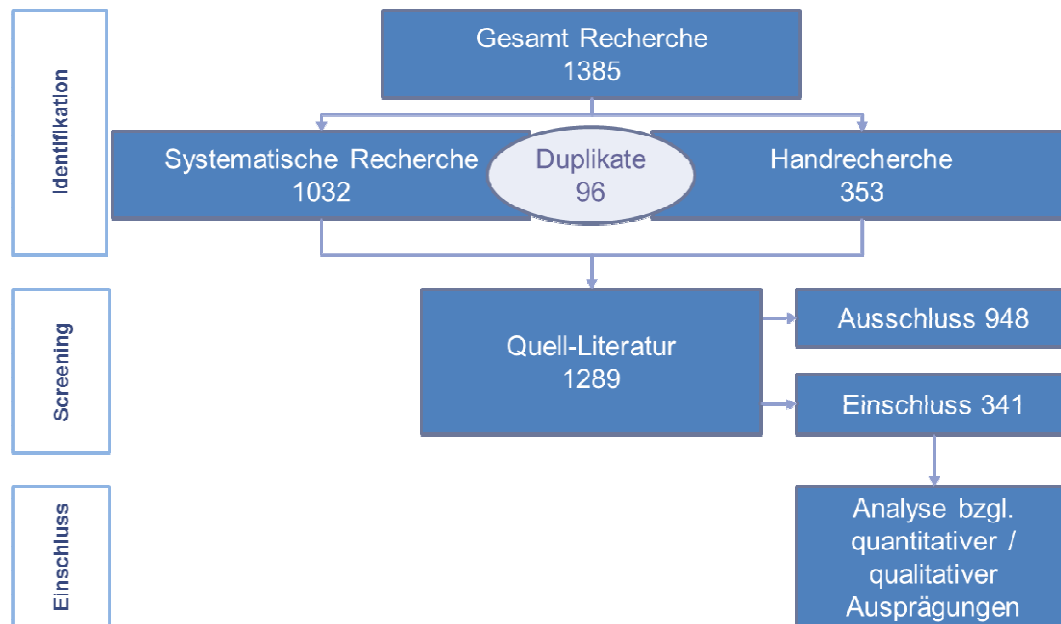 Identifikation
Gesamt Recherche
1385
Systematische Recherche
1032
Duplikate
96
Handrecherche
353
Screening
Quell-Literatur
1289
Ausschluss 948
Einschluss 341
Einschluss
Analyse bzgl.
quantitativer /
qualitativer
Ausprägungen